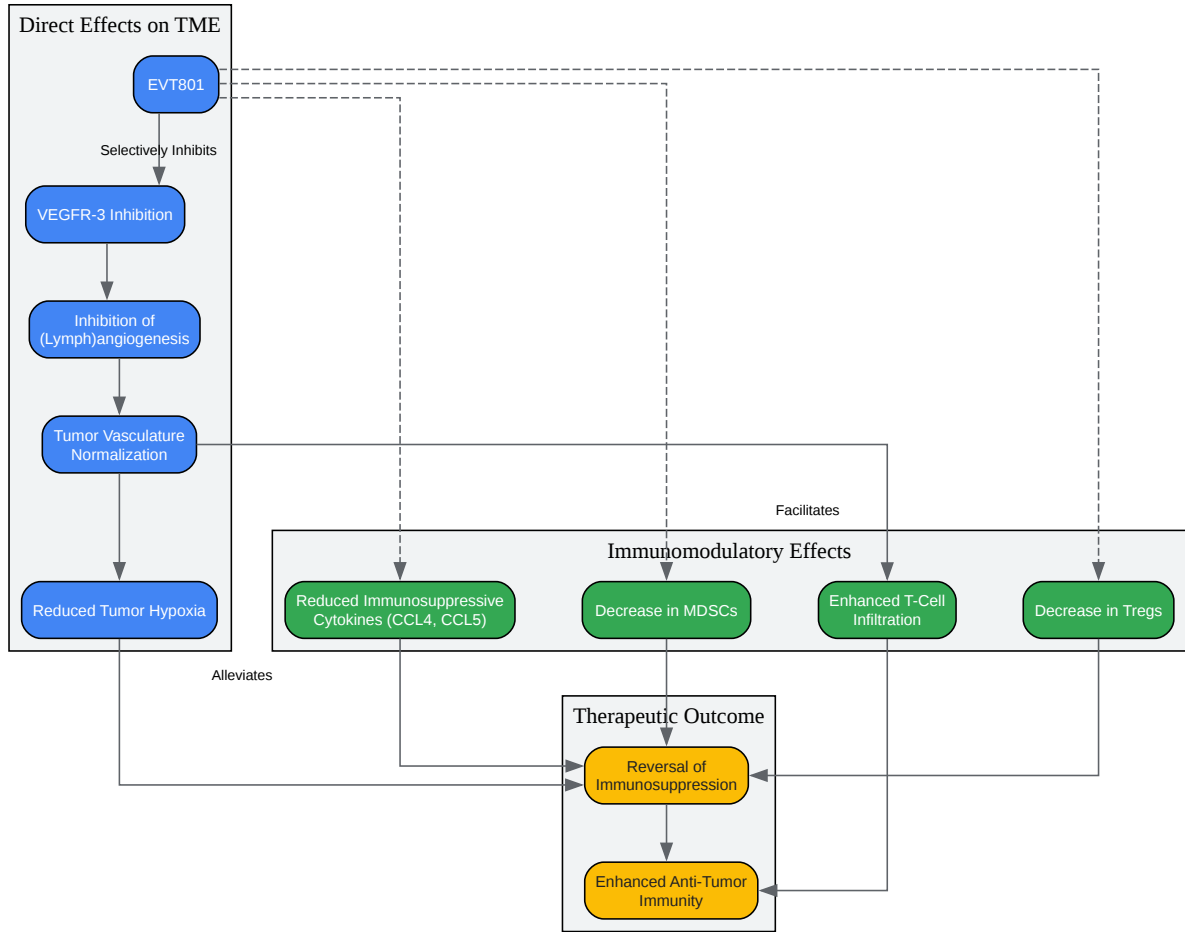 Direct Effects on TME
EVT801
Selectively Inhibits
VEGFR-3 Inhibition
Inhibition of
(Lymph)angiogenesis
Tumor Vasculature
Normalization
Facilitates
Immunomodulatory Effects
Reduced Tumor Hypoxia
Reduced Immunosuppressive
Cytokines (CCL4, CCL5)
Decrease in MDSCs
Enhanced T-Cell
Infiltration
Decrease in Tregs
Alleviates
Therapeutic Outcome
Reversal of
Immunosuppression
Enhanced Anti-Tumor
Immunity